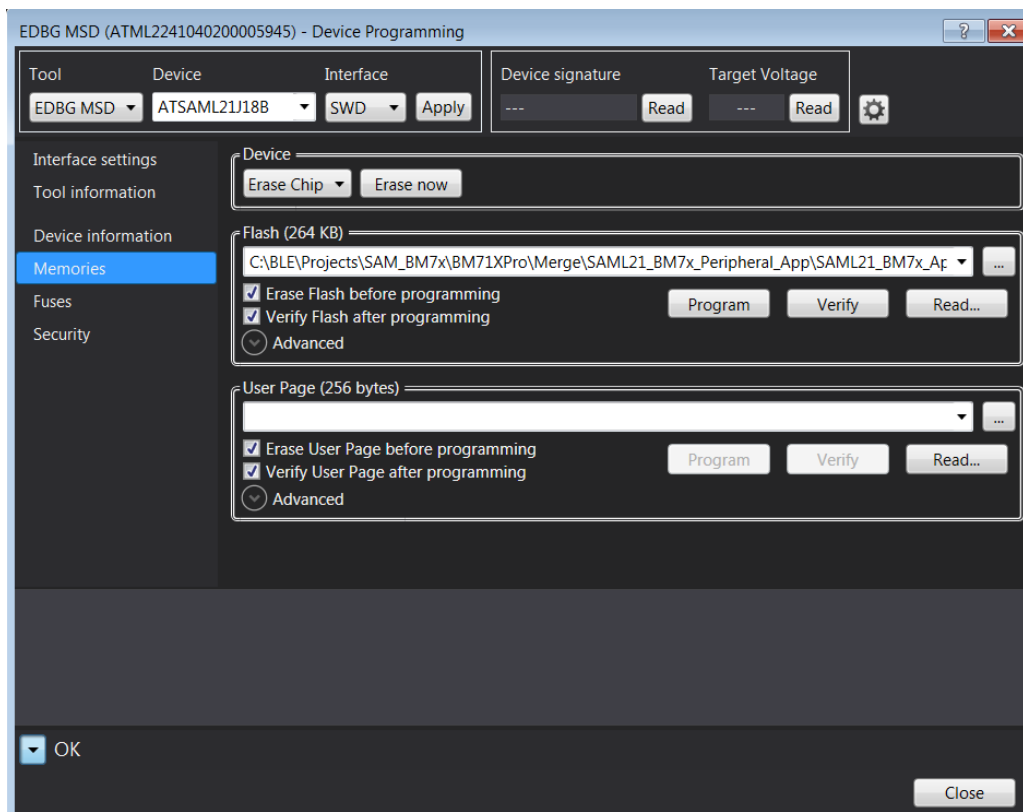 EDBG MSD (ATML2241040200005945) - Device Programming
Tool Device Interface Device signature Target Voltage
EDBG MSD ATSAML21J18B SWD Apply --- Read --- Read
Interface settings
Tool information
Device information
Memories
Fuses
Security
Device
Erase Chip Erase now
Flash (264 KB)
C:\BLE\Projects\SAM_BM7x\BM71XPro\Merge\SAML21_BM7x_Peripheral_App\SAML21_BM7x_Ap ...
Erase Flash before programming
Verify Flash after programming
Program Verify Read...
Advanced
User Page (256 bytes)
...
Erase User Page before programming
Verify User Page after programming
Program Verify Read...
Advanced
OK
Close